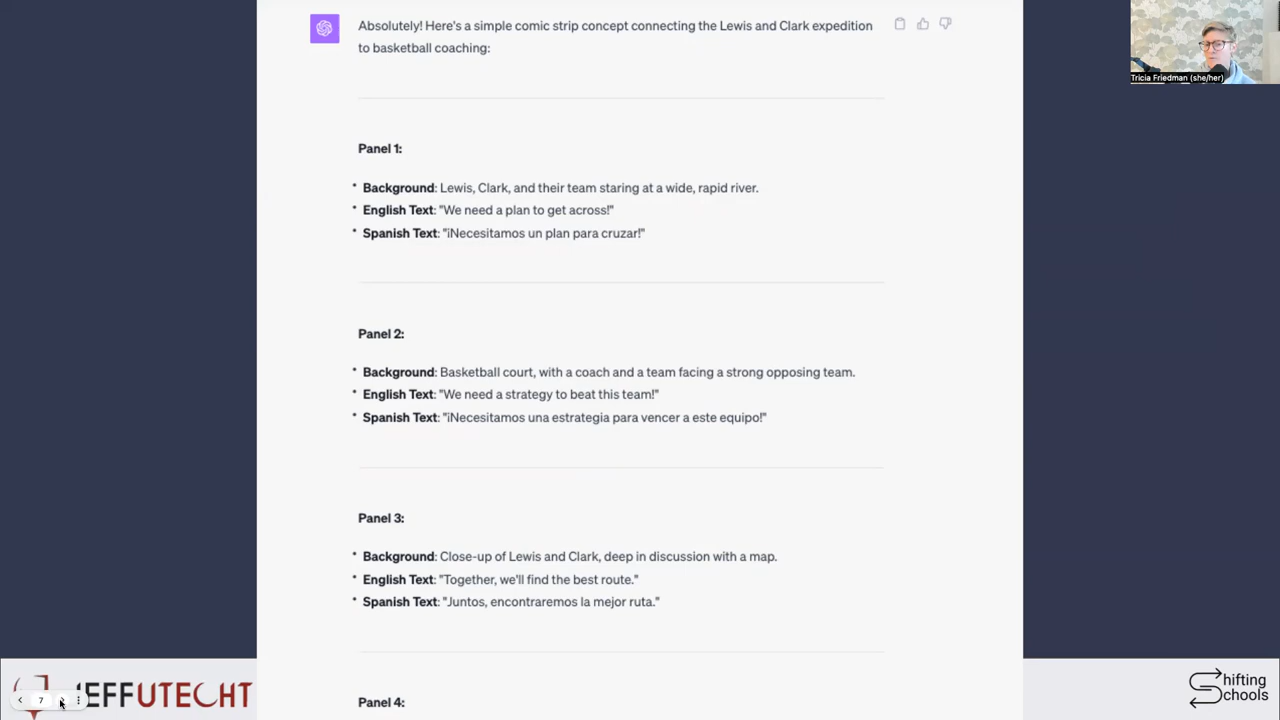 Absolutely! Here's a simple comic strip concept connecting the Lewis and Clark expedition
to basketball coaching:
Tricia Friedman (she/her)
Panel 1:
• Background: Lewis, Clark, and their team staring at a wide, rapid river.
• English Text: "We need a plan to get across!"
• Spanish Text: "¡Necesitamos un plan para cruzar!"
Panel 2:
• Background: Basketball court, with a coach and a team facing a strong opposing team.
• English Text: "We need a strategy to beat this team!"
• Spanish Text: "¡Necesitamos una estrategia para vencer a este equipo!"
Panel 3:
• Background: Close-up of Lewis and Clark, deep in discussion with a map.
• English Text: "Together, we'll find the best route."
• Spanish Text: "Juntos, encontraremos la mejor ruta."
Panel 4:
7
JEFFUTECHT
Shifting
Schools